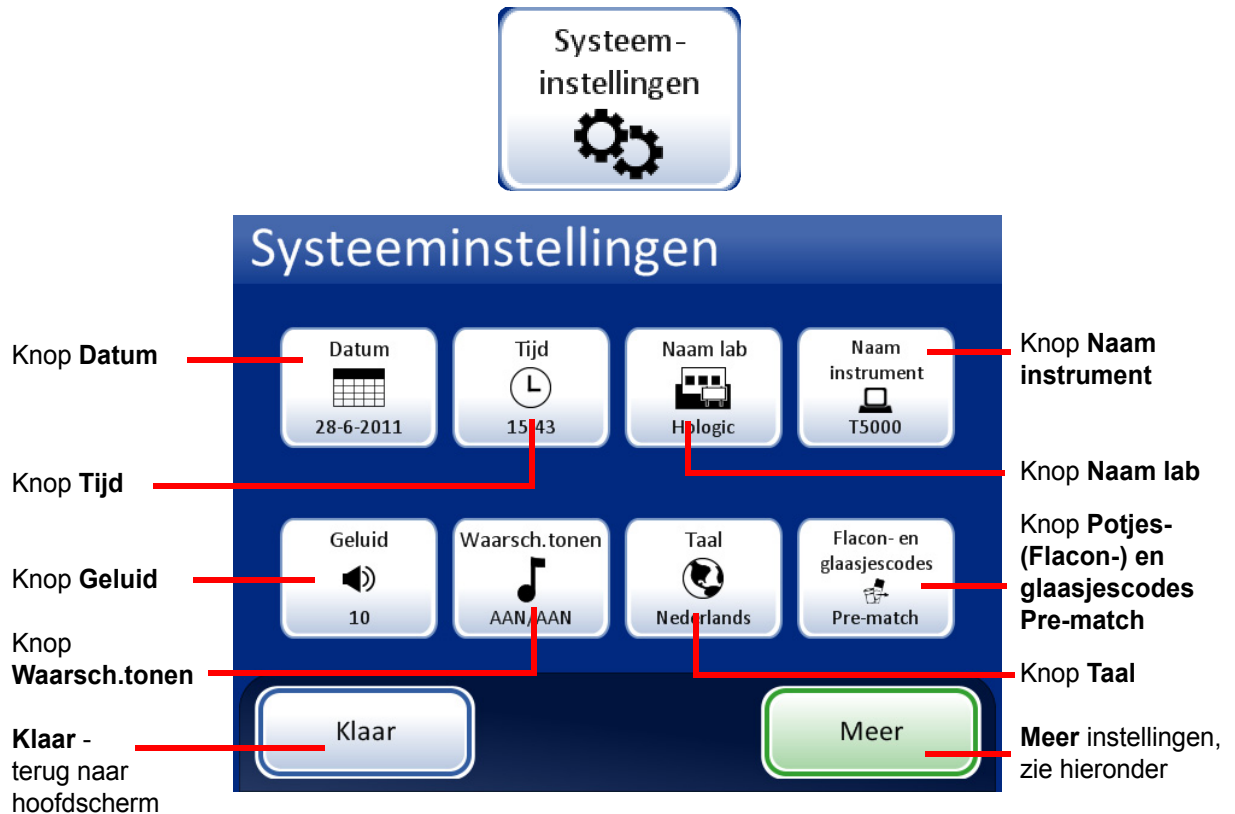 Systeem-
instellingen
Systeeminstellingen
Knop Datum
Datum
28-6-2011
Tijd
15:43
Naam lab
Hologic
Naam
instrument
T5000
Knop Naam
instrument
Knop Tijd
Knop Naam lab
Knop Geluid
Geluid
10
Waarsch.tonen
AAN/AAN
Taal
Nederlands
Flacon- en
glaasjescodes
Pre-match
Knop Potjes-
(Flacon-) en
glaasjescodes
Pre-match
Knop
Waarsch.tonen
Knop Taal
Klaar -
terug naar
hoofdscherm
Klaar
Meer
Meer instellingen,
zie hieronder